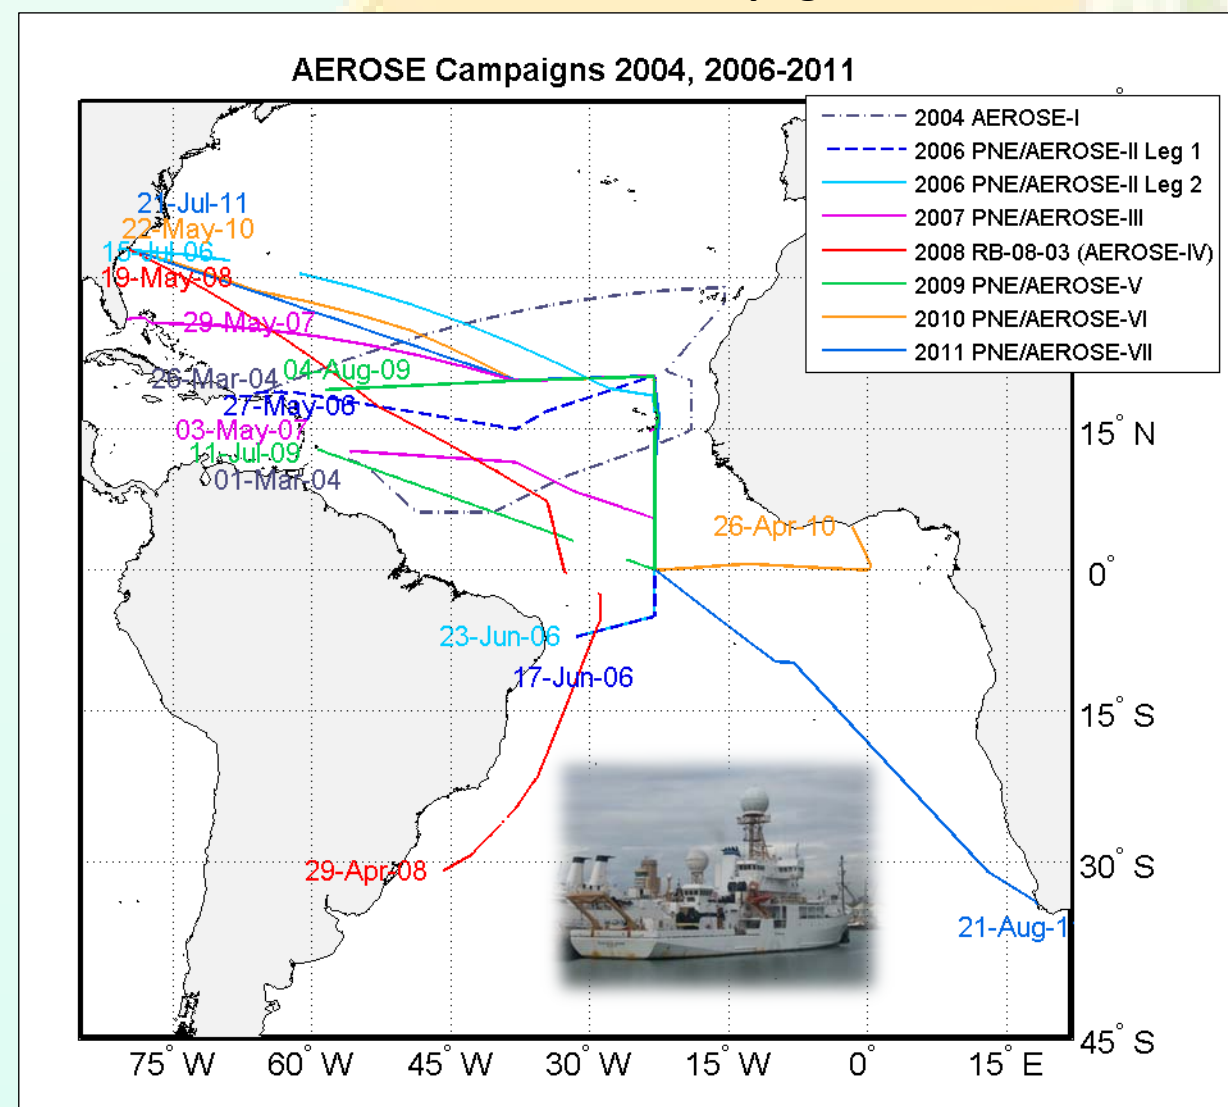 AEROSE Campaigns 2004, 2006-2011
2004 AEROSE-I
2006 PNE/AEROSE-II Leg 1
2006 PNE/AEROSE-II Leg 2
2007 PNE/AEROSE-III
2008 RB-08-03 (AEROSE-IV)
2009 PNE/AEROSE-V
2010 PNE/AEROSE-VI
2011 PNE/AEROSE-VII
21-Jul-11
22-May-10
15-Jul-06
19-May-08
29-May-07
04-Aug-09
26-Mar-04
27-May-06
03-May-07
11-Jul-09
01-Mar-04
26-Apr-10
23-Jun-06
17-Jun-06
29-Apr-08
21-Aug-1
15° N
0°
15° S
30° S
45° S
75° W 60° W 45° W 30° W 15° W 0° 15° E